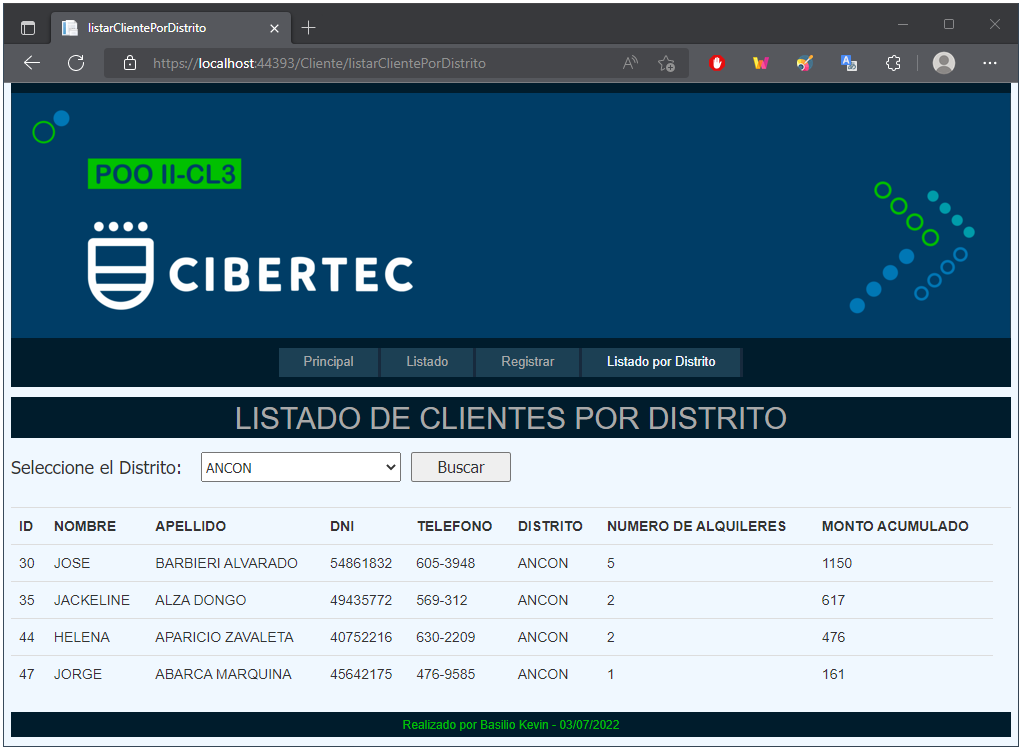 listarClientePorDistrito
https://localhost:44393/Cliente/listarClientePorDistrito
POO II-CL3
CIBERTEC
Principal Listado Registrar Listado por Distrito
LISTADO DE CLIENTES POR DISTRITO
Seleccione el Distrito: ANCON Buscar
ID NOMBRE APELLIDO DNI TELEFONO DISTRITO NUMERO DE ALQUILERES MONTO ACUMULADO
30 JOSE BARBIERI ALVARADO 54861832 605-3948 ANCON 5 1150
35 JACKELINE ALZA DONGO 49435772 569-312 ANCON 2 617
44 HELENA APARICIO ZAVALETA 40752216 630-2209 ANCON 2 476
47 JORGE ABARCA MARQUINA 45642175 476-9585 ANCON 1 161
Realizado por Basilio Kevin - 03/07/2022